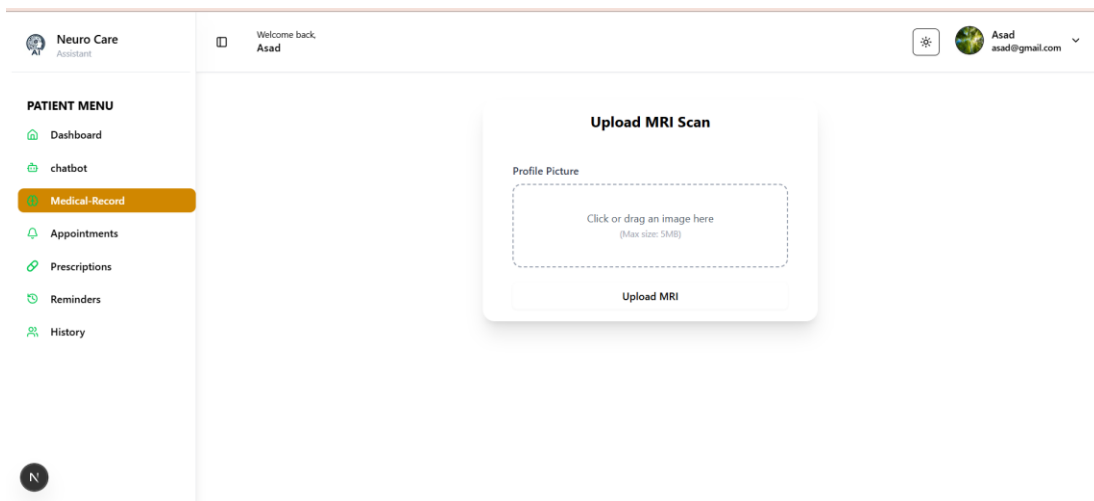 Neuro Care
Assistant
AI
Welcome back,
Asad
Asad
asad@gmail.com
PATIENT MENU
Dashboard
chatbot
Medical-Record
Appointments
Prescriptions
Reminders
History
Upload MRI Scan
Profile Picture
Click or drag an image here
(Max size: 5MB)
Upload MRI
N